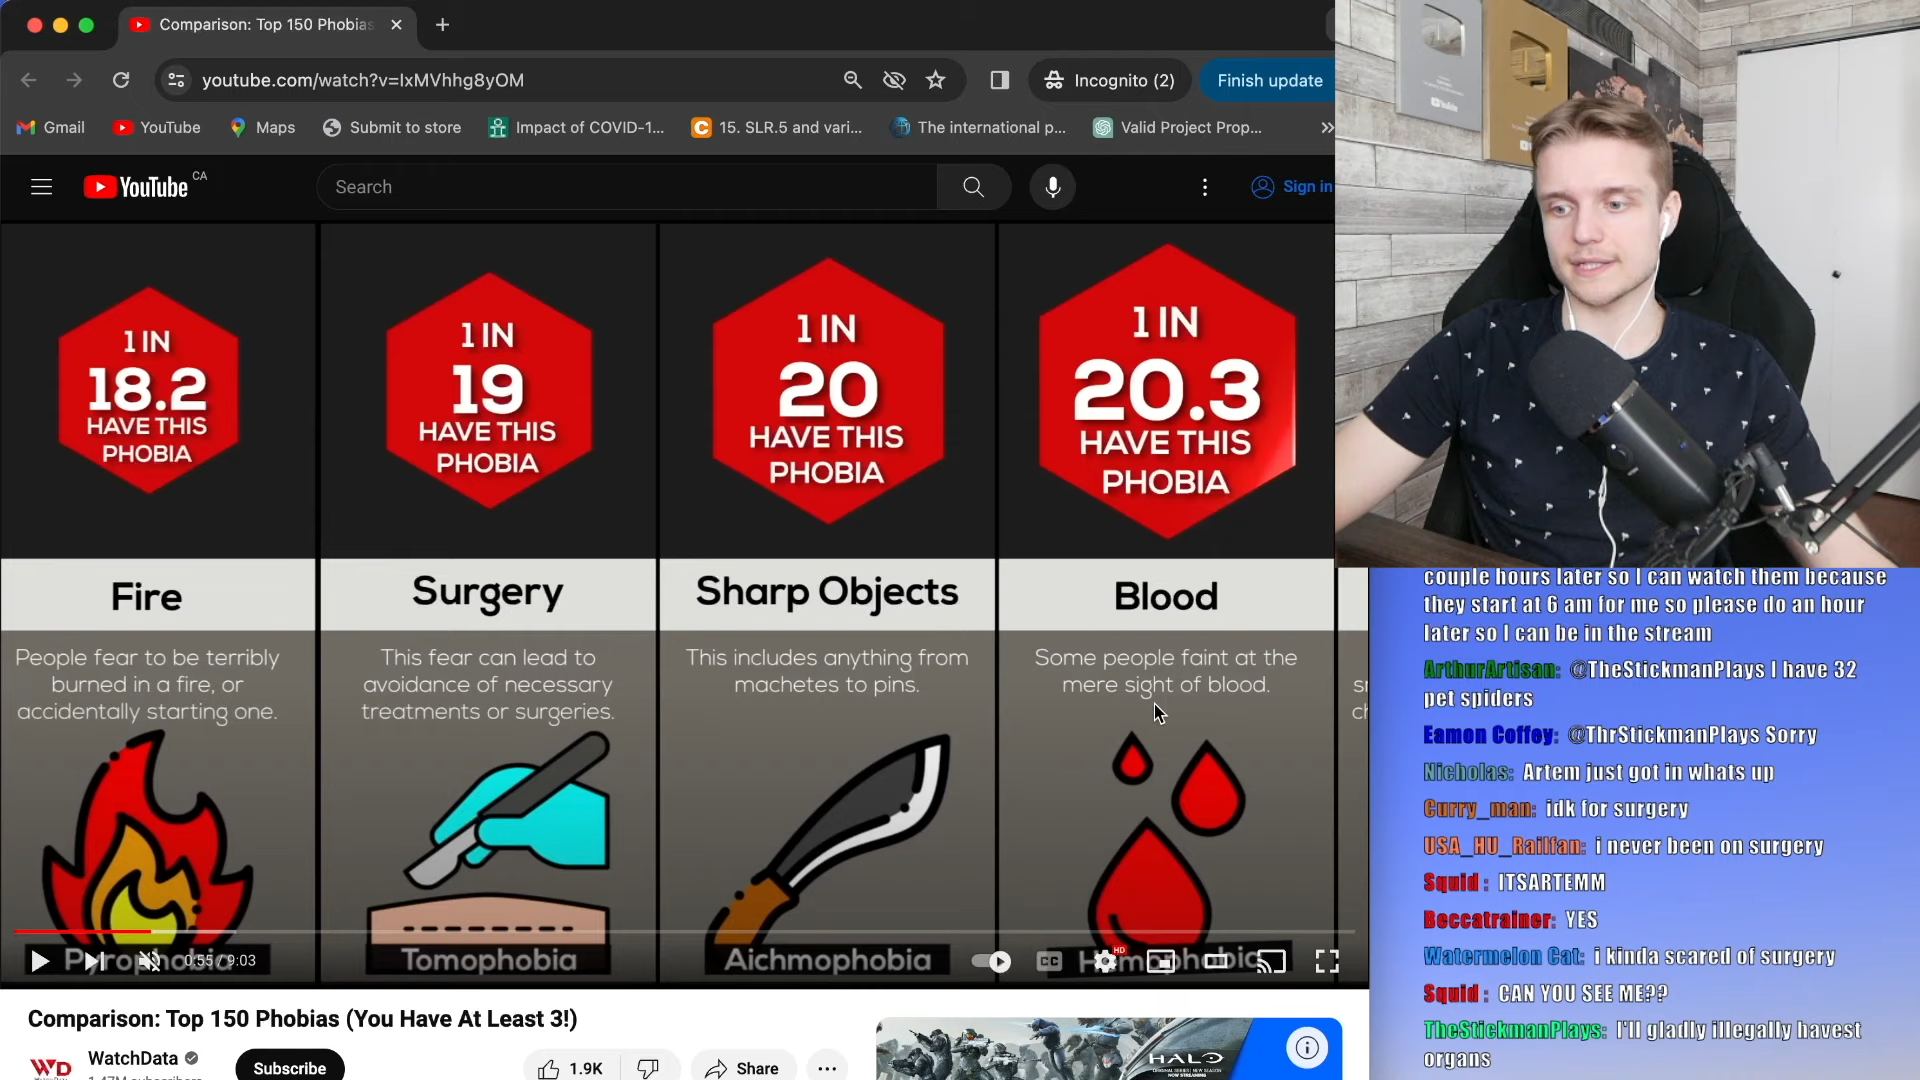 Comparison: Top 150 Phobias
youtube.com/watch?v=IxMVhhg8yOM
Incognito (2)
Finish update
Gmail
YouTube
Maps
Submit to store
Impact of COVID-1...
15. SLR.5 and vari...
The international p...
Valid Project Prop...
YouTube CA
Search
Sign in
1 IN
18.2
HAVE THIS
PHOBIA
Fire
People fear to be terribly
burned in a fire, or
accidentally starting one.
1 IN
19
HAVE THIS
PHOBIA
Surgery
This fear can lead to
avoidance of necessary
treatments or surgeries.
Tomophobia
1 IN
20
HAVE THIS
PHOBIA
Sharp Objects
This includes anything from
machetes to pins.
Aichmophobia
1 IN
20.3
HAVE THIS
PHOBIA
Blood
Some people faint at the
mere sight of blood.
0:55 / 9:03
CC
HD
Comparison: Top 150 Phobias (You Have At Least 3!)
WD
WatchData
Subscribe
1.9K
Share
HALO
YouTube
couple hours later so I can watch them because
they start at 6 am for me so please do an hour
later so I can be in the stream
ArthurArtisan: @TheStickmanPlays I have 32
pet spiders
Eamon Coffey: @ThrStickmanPlays Sorry
Nicholas: Artem just got in whats up
Curry_man: idk for surgery
USA_HU_Railfan: i never been on surgery
Squid : ITSARTEMM
Beccatrainer: YES
Watermelon Cat: i kinda scared of surgery
Squid : CAN YOU SEE ME??
TheStickmanPlays: I'll gladly illegally havest
organs